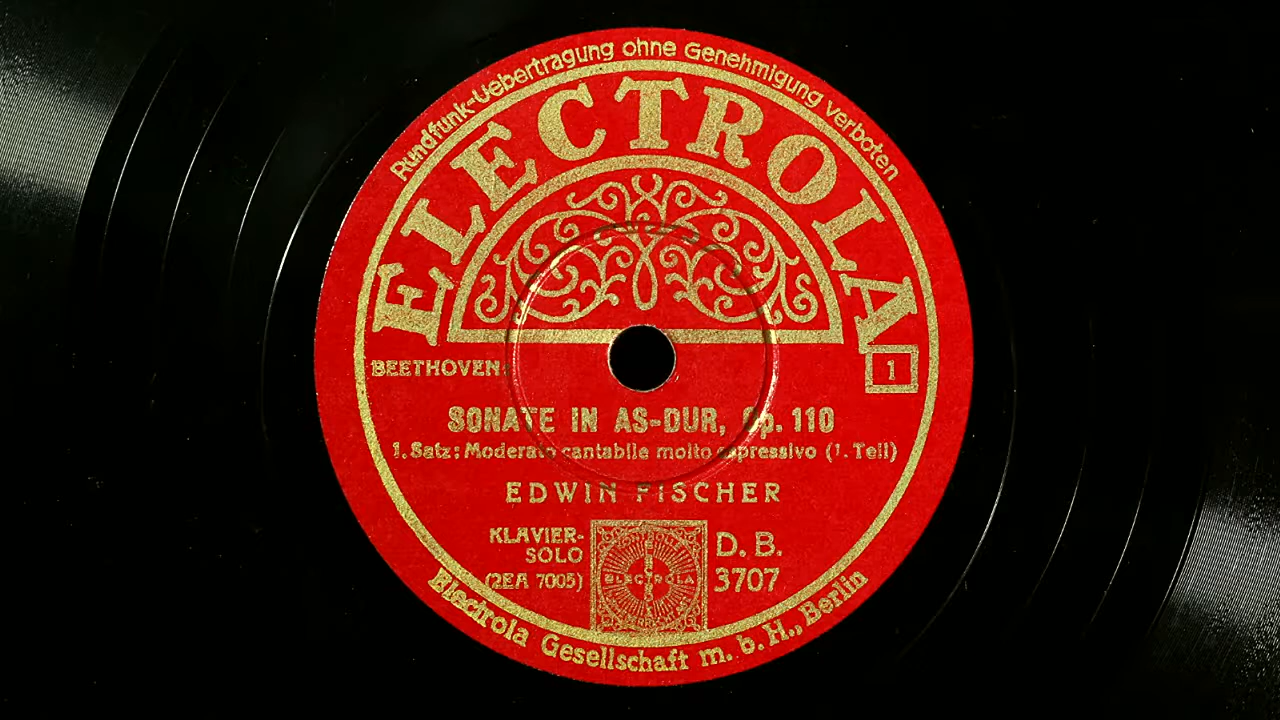 Rundfunk-Uebertragung ohne Genehmigung verboten
ELECTROLA
BEETHOVEN:
1
SONATE IN AS-DUR, Op. 110
1. Satz: Moderato cantabile molto espressivo (1. Teil)
EDWIN FISCHER
KLAVIER-
SOLO
(2EA 7005)
ELECTROLA
D. B.
3707
Electrola Gesellschaft m. b. H., Berlin